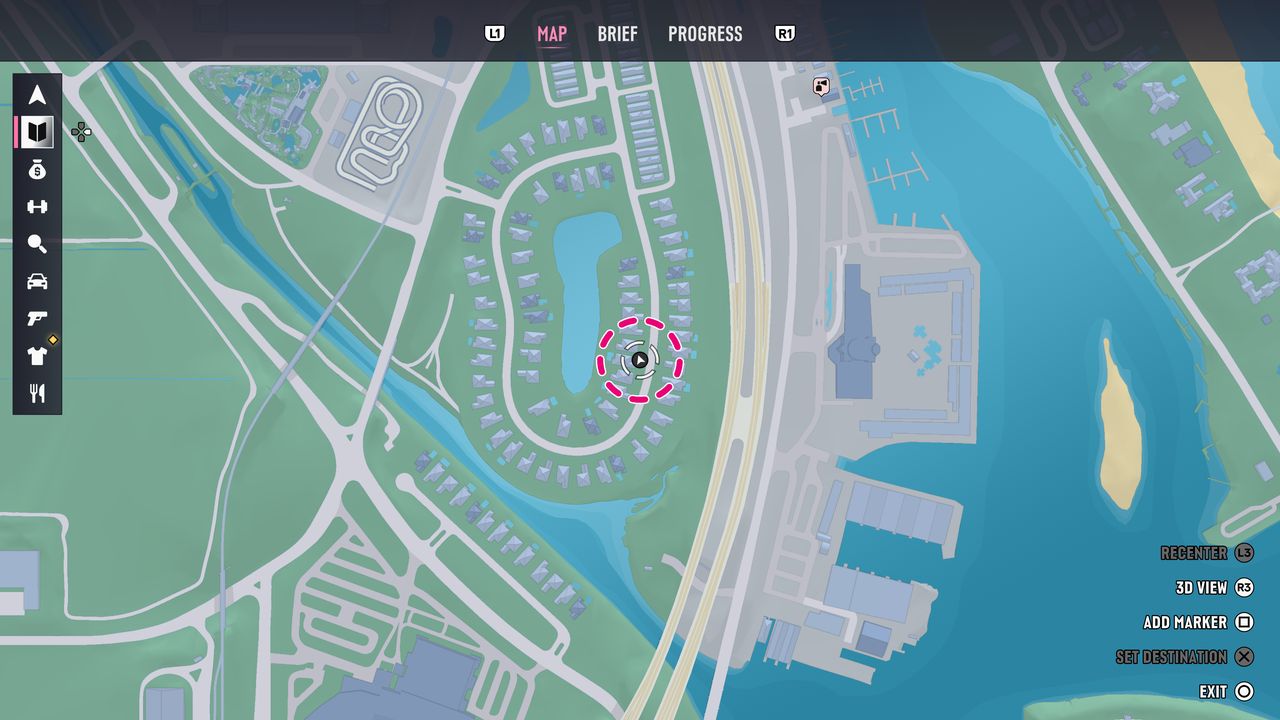 L1 MAP BRIEF PROGRESS R1
RECENTER L3
3D VIEW R3
ADD MARKER
SET DESTINATION
EXIT